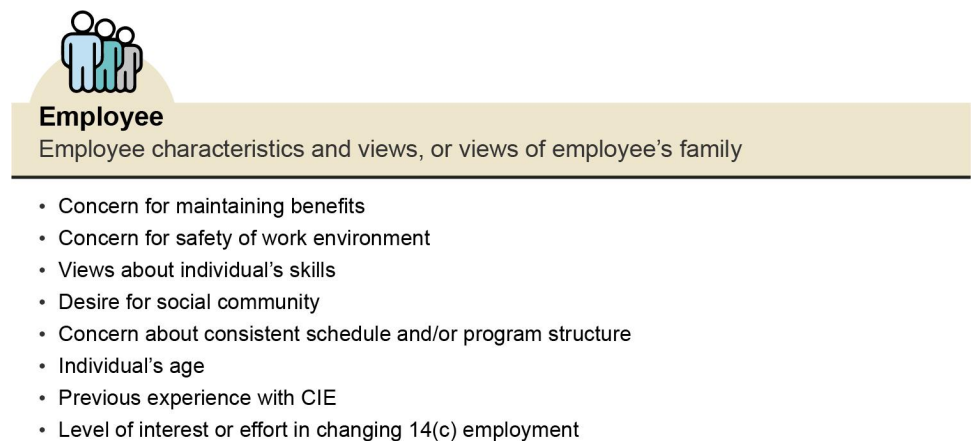 Employee
Employee characteristics and views, or views of employee’s family
• Concern for maintaining benefits
• Concern for safety of work environment
• Views about individual’s skills
• Desire for social community
• Concern about consistent schedule and/or program structure
• Individual’s age
• Previous experience with CIE
• Level of interest or effort in changing 14(c) employment